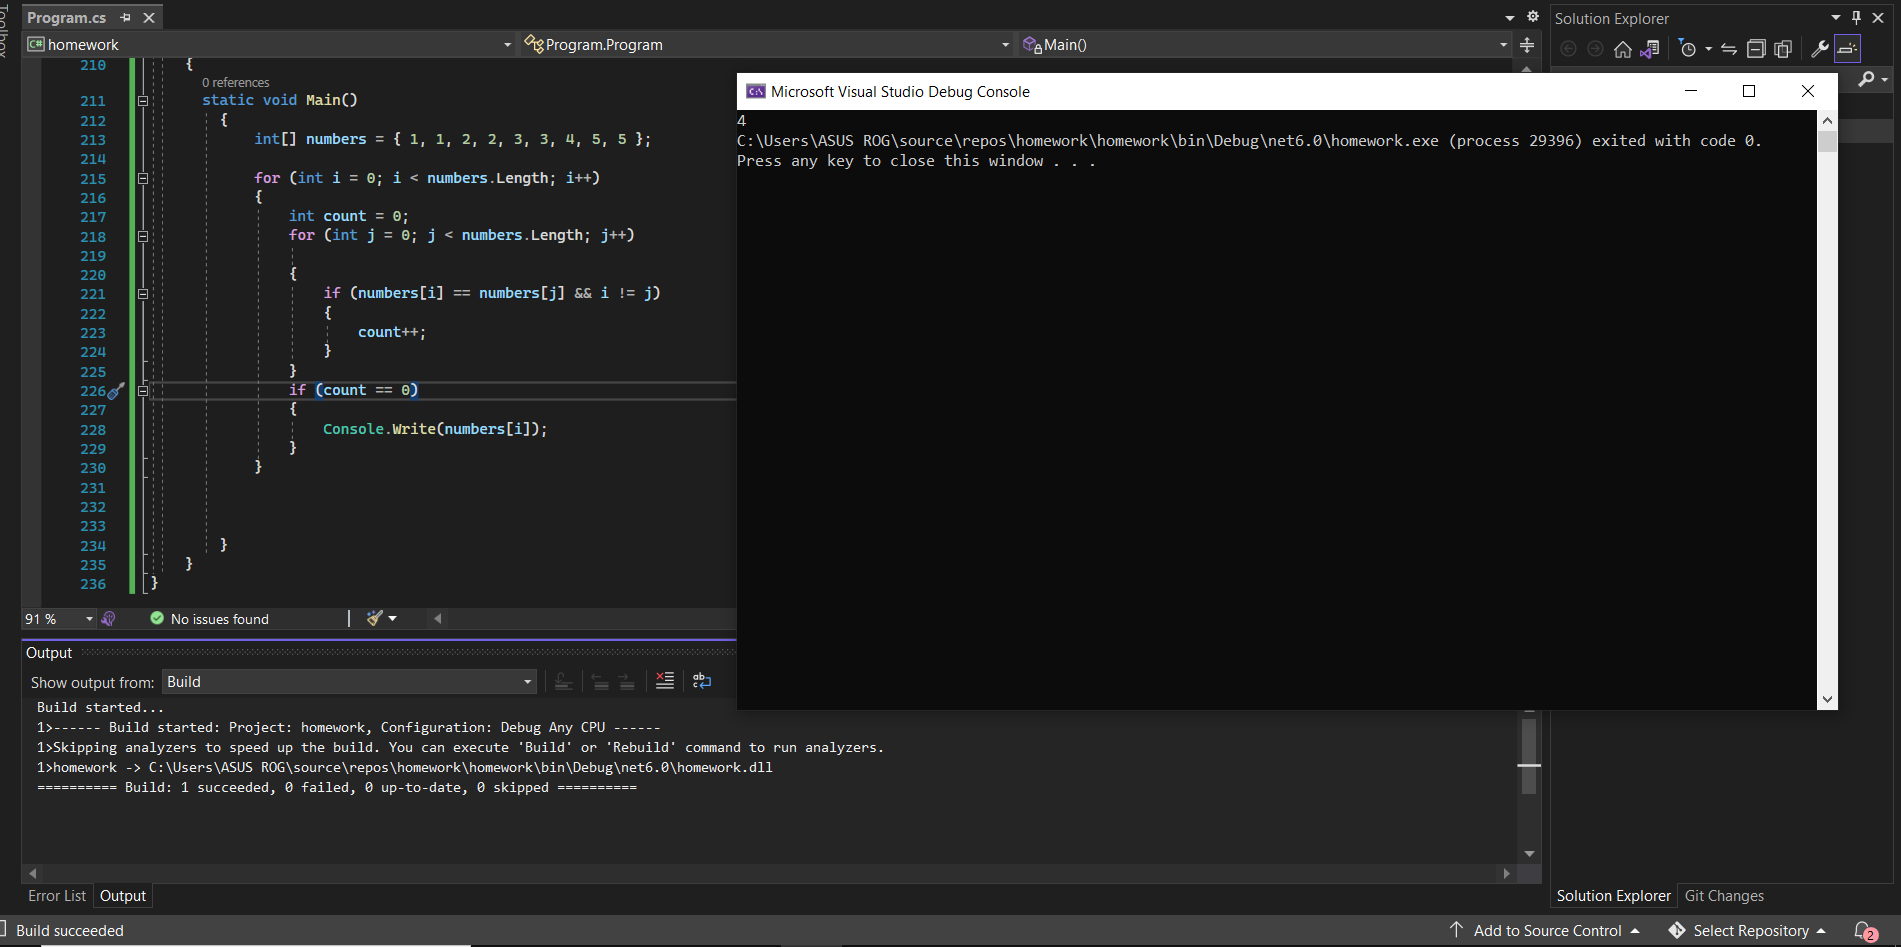 Toolbox
Program.cs
Solution Explorer
C# homework
Program.Program
Main()
210 {
0 references
211 static void Main()
212 {
213 int[] numbers = { 1, 1, 2, 2, 3, 3, 4, 5, 5 };
214
215 for (int i = 0; i < numbers.Length; i++)
216 {
217 int count = 0;
218 for (int j = 0; j < numbers.Length; j++)
219
220 {
221 if (numbers[i] == numbers[j] && i != j)
222 {
223 count++;
224 }
225 }
226 if (count == 0)
227 {
228 Console.Write(numbers[i]);
229 }
230 }
231
232
233
234 }
235 }
236 }
C:\ Microsoft Visual Studio Debug Console
4
C:\Users\ASUS ROG\source\repos\homework\homework\bin\Debug\net6.0\homework.exe (process 29396) exited with code 0.
Press any key to close this window . . .
91 %
No issues found
Output
Show output from: Build
Build started...
1>------ Build started: Project: homework, Configuration: Debug Any CPU ------
1>Skipping analyzers to speed up the build. You can execute 'Build' or 'Rebuild' command to run analyzers.
1>homework -> C:\Users\ASUS ROG\source\repos\homework\homework\bin\Debug\net6.0\homework.dll
========== Build: 1 succeeded, 0 failed, 0 up-to-date, 0 skipped ==========
Error List Output
Solution Explorer Git Changes
Build succeeded
Add to Source Control
Select Repository
2